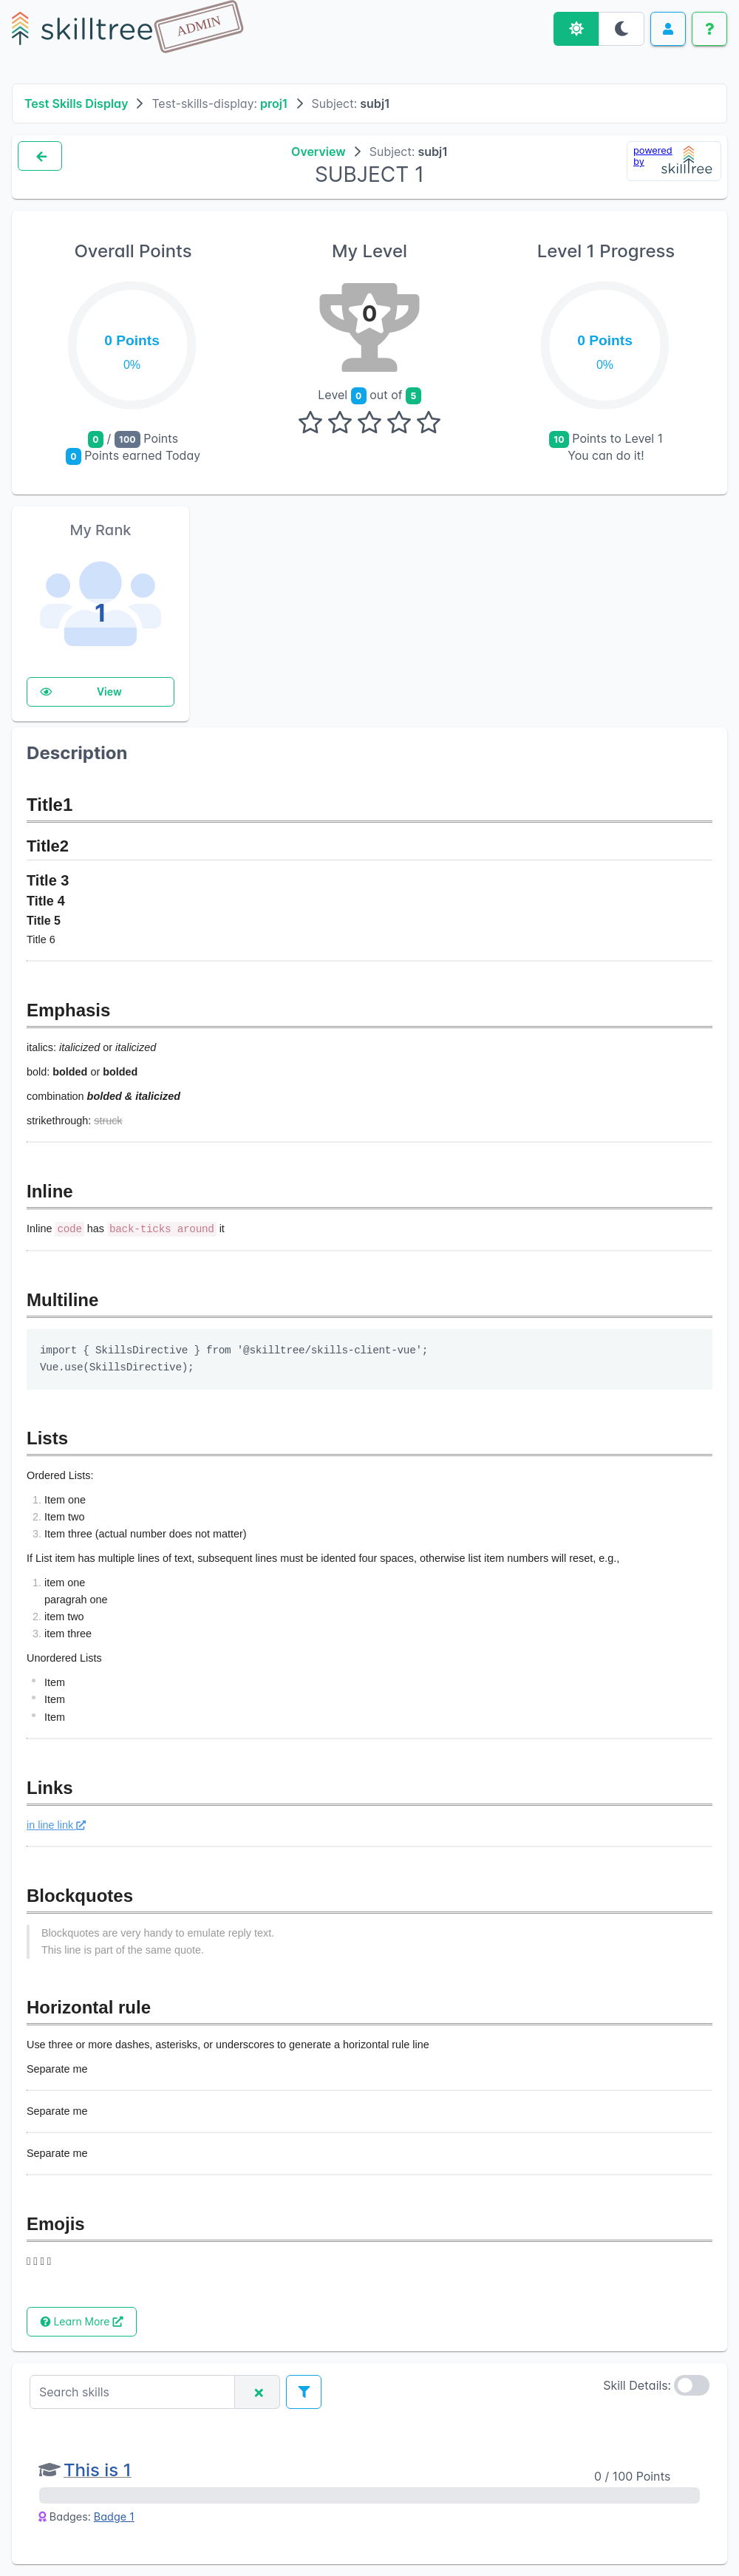 skilltree
ADMIN
?
Test Skills Display > Test-skills-display: proj1 > Subject: subj1
Overview > Subject: subj1
SUBJECT 1
powered
by
skilltree
Overall Points
0 Points
0%
0 / 100 Points
0 Points earned Today
My Level
0
Level 0 out of 5
Level 1 Progress
0 Points
0%
10 Points to Level 1
You can do it!
My Rank
1
View
Description
Title1
Title2
Title 3
Title 4
Title 5
Title 6
Emphasis
italics: italicized or italicized
bold: bolded or bolded
combination bolded & italicized
strikethrough: struck
Inline
Inline code has back-ticks around it
Multiline
import { SkillsDirective } from '@skilltree/skills-client-vue';
Vue.use(SkillsDirective);
Lists
Ordered Lists:
1. Item one
2. Item two
3. Item three (actual number does not matter)
If List item has multiple lines of text, subsequent lines must be idented four spaces, otherwise list item numbers will reset, e.g.,
1. item one
paragrah one
2. item two
3. item three
Unordered Lists
* Item
* Item
* Item
Links
in line link
Blockquotes
Blockquotes are very handy to emulate reply text.
This line is part of the same quote.
Horizontal rule
Use three or more dashes, asterisks, or underscores to generate a horizontal rule line
Separate me
Separate me
Separate me
Emojis
Learn More
Search skills
Skill Details:
This is 1
0 / 100 Points
Badges: Badge 1